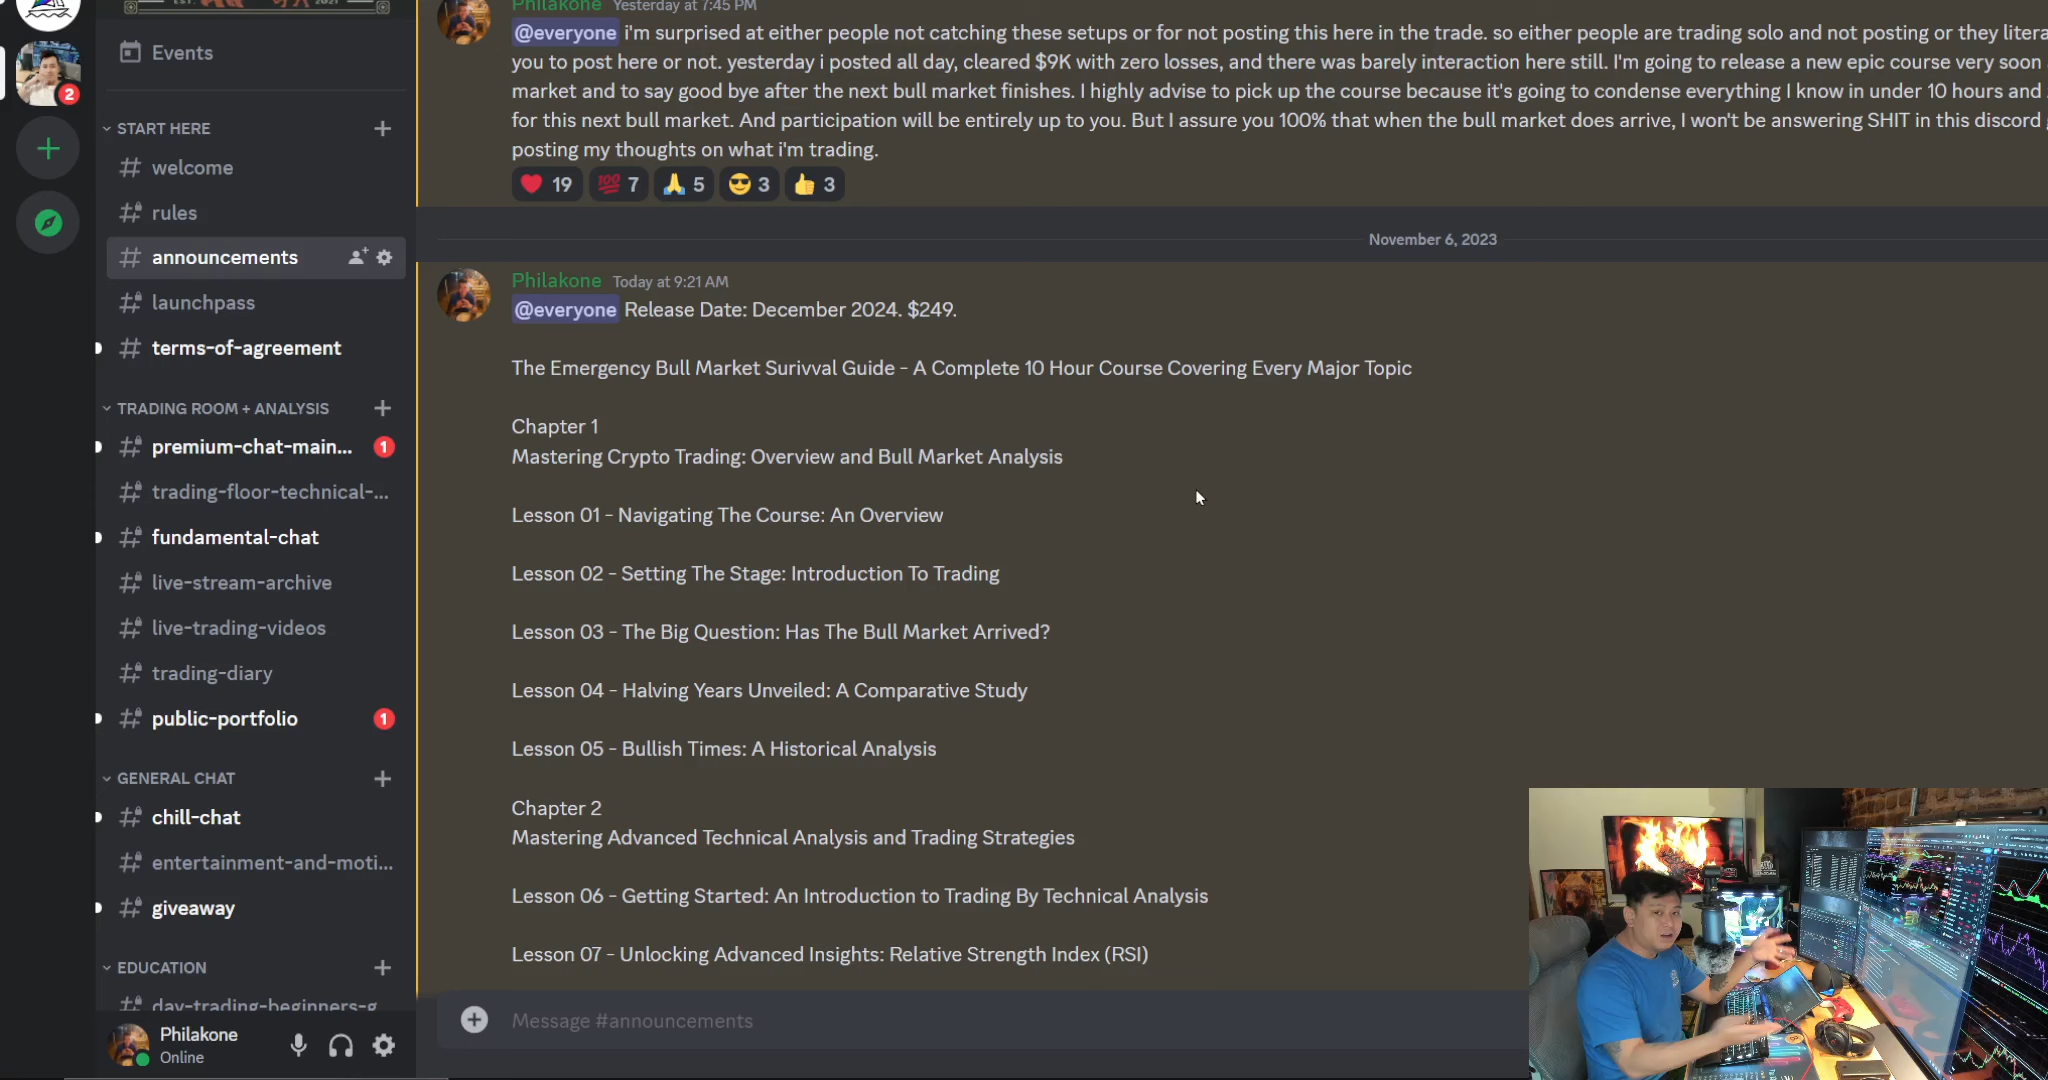 EST. 2021
Events
START HERE
welcome
rules
announcements
launchpass
terms-of-agreement
TRADING ROOM + ANALYSIS
premium-chat-main... 1
trading-floor-technical-...
fundamental-chat
live-stream-archive
live-trading-videos
trading-diary
public-portfolio 1
GENERAL CHAT
chill-chat
entertainment-and-moti...
giveaway
EDUCATION
day-trading-beginners-g
Philakone
Online
2
Philakone Yesterday at 7:45 PM
@everyone i'm surprised at either people not catching these setups or for not posting this here in the trade. so either people are trading solo and not posting or they litera
you to post here or not. yesterday i posted all day, cleared $9K with zero losses, and there was barely interaction here still. I'm going to release a new epic course very soon
market and to say good bye after the next bull market finishes. I highly advise to pick up the course because it's going to condense everything I know in under 10 hours and
for this next bull market. And participation will be entirely up to you. But I assure you 100% that when the bull market does arrive, I won't be answering SHIT in this discord
posting my thoughts on what i'm trading.
19 7 5 3 3
November 6, 2023
Philakone Today at 9:21 AM
@everyone Release Date: December 2024. $249.
The Emergency Bull Market Surivval Guide - A Complete 10 Hour Course Covering Every Major Topic
Chapter 1
Mastering Crypto Trading: Overview and Bull Market Analysis
Lesson 01 - Navigating The Course: An Overview
Lesson 02 - Setting The Stage: Introduction To Trading
Lesson 03 - The Big Question: Has The Bull Market Arrived?
Lesson 04 - Halving Years Unveiled: A Comparative Study
Lesson 05 - Bullish Times: A Historical Analysis
Chapter 2
Mastering Advanced Technical Analysis and Trading Strategies
Lesson 06 - Getting Started: An Introduction to Trading By Technical Analysis
Lesson 07 - Unlocking Advanced Insights: Relative Strength Index (RSI)
Message #announcements